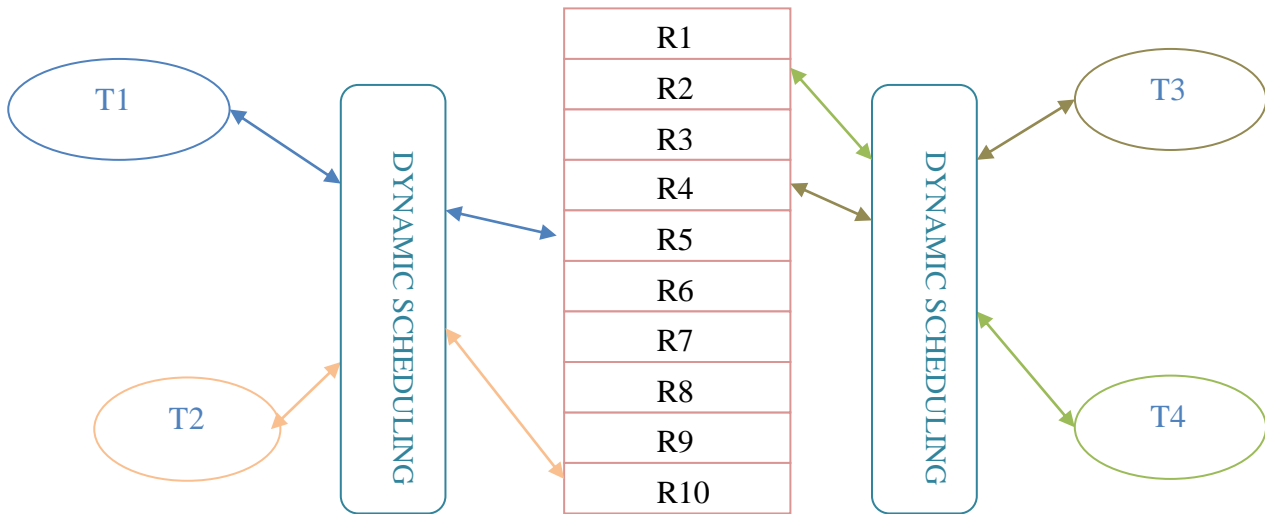 T1
T2
DYNAMIC SCHEDULING
R1
R2
R3
R4
R5
R6
R7
R8
R9
R10
DYNAMIC SCHEDULING
T3
T4